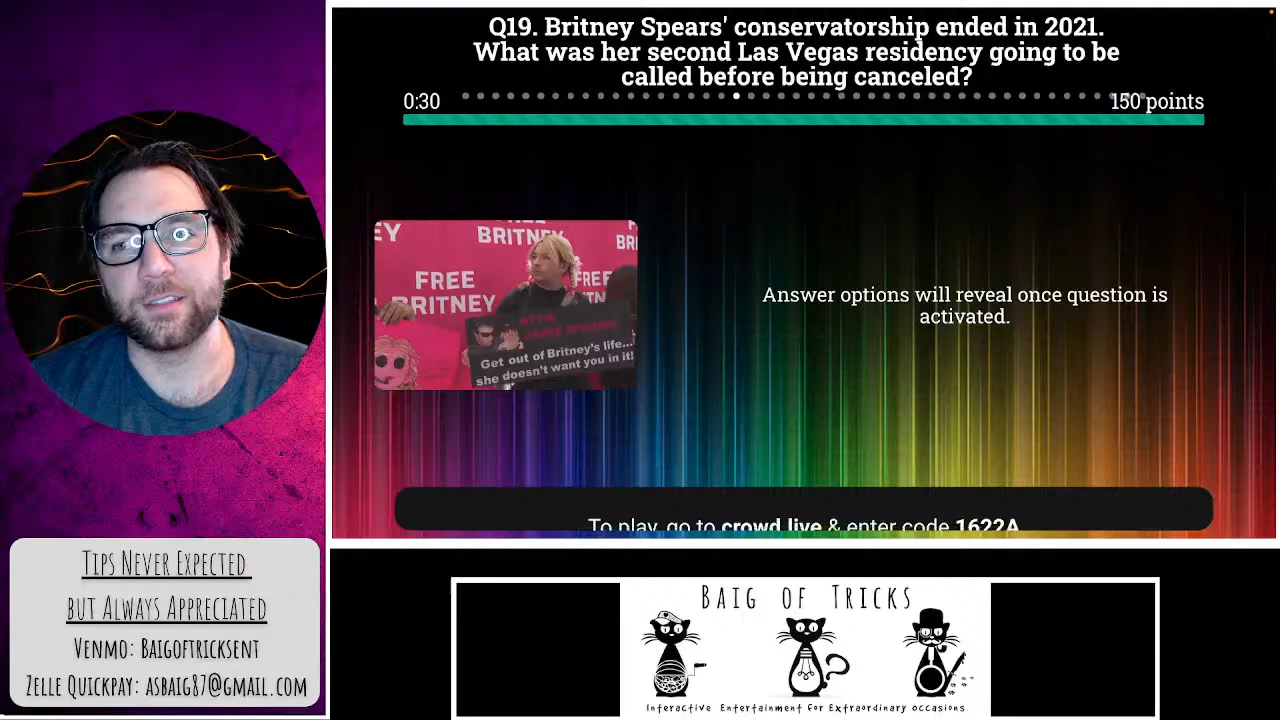 Q19. Britney Spears' conservatorship ended in 2021.
What was her second Las Vegas residency going to be
called before being canceled?
0:30
150 points
EY
BRITNEY
BRI
FREE
BRITNEY
FREE
Get out of Britney's life...
she doesn't want you in it!
Answer options will reveal once question is
activated.
To play, go to crowd.live & enter code 1622A
Tips Never Expected
but Always Appreciated
Venmo: Baigoftricksent
Zelle Quickpay: asbaig87@gmail.com
Baig of Tricks
Interactive Entertainment for Extraordinary Occasions